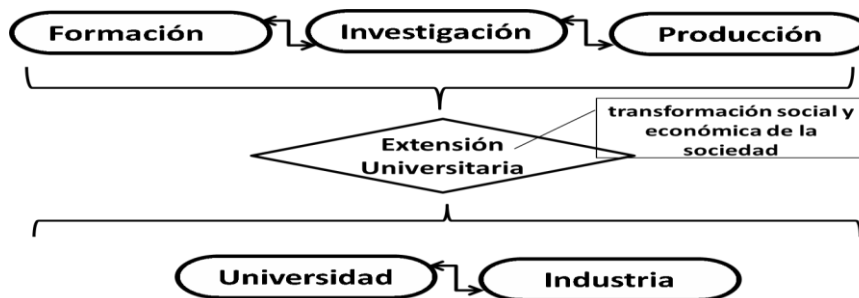 Formación
Investigación
Producción
transformación social y
económica de la
sociedad
Extensión
Universitaria
Universidad
Industria